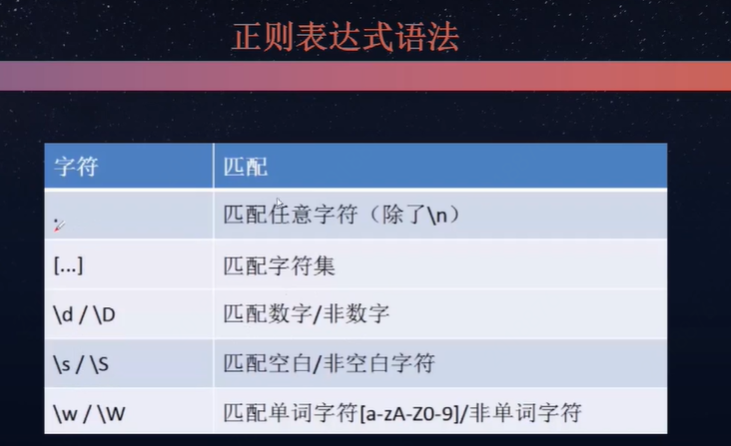 正则表达式语法
字符 匹配
. 匹配任意字符（除了\n）
[...] 匹配字符集
\d / \D 匹配数字/非数字
\s / \S 匹配空白/非空白字符
\w / \W 匹配单词字符[a-zA-Z0-9]/非单词字符